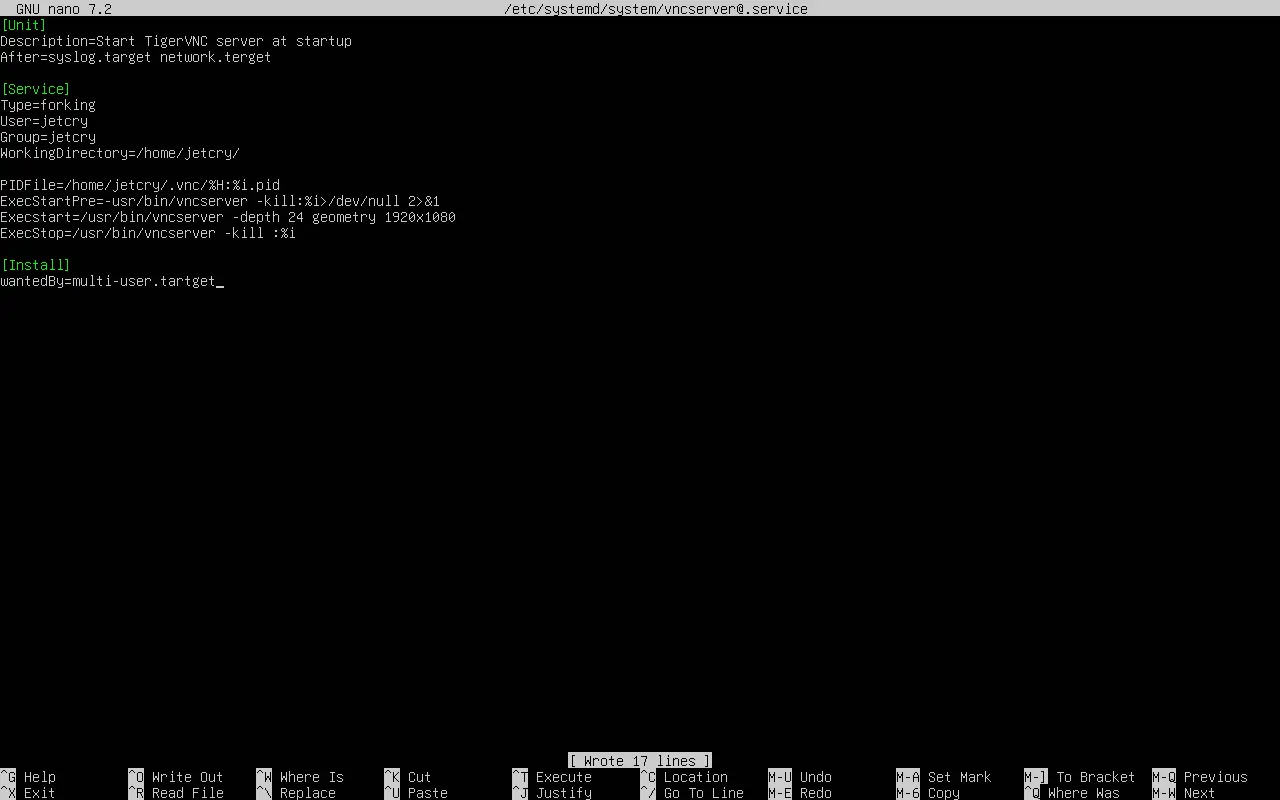 GNU nano 7.2 /etc/systemd/system/vncserver@.service
[Unit]
Description=Start TigerVNC server at startup
After=syslog.target network.terget
[Service]
Type=forking
User=jetcry
Group=jetcry
WorkingDirectory=/home/jetcry/
PIDFile=/home/jetcry/.vnc/%H:%i.pid
ExecStartPre=-usr/bin/vncserver -kill:%i>/dev/null 2>&1
Execstart=/usr/bin/vncserver -depth 24 geometry 1920x1080
ExecStop=/usr/bin/vncserver -kill :%i
[Install]
wantedBy=multi-user.tartget_
[ Wrote 17 lines ]
^G Help ^O Write Out ^W Where Is ^K Cut ^T Execute ^C Location M-U Undo M-A Set Mark M-] To Bracket M-Q Previous
^X Exit ^R Read File ^\ Replace ^U Paste ^J Justify ^/ Go To Line M-E Redo M-6 Copy ^Q Where Was M-W Next